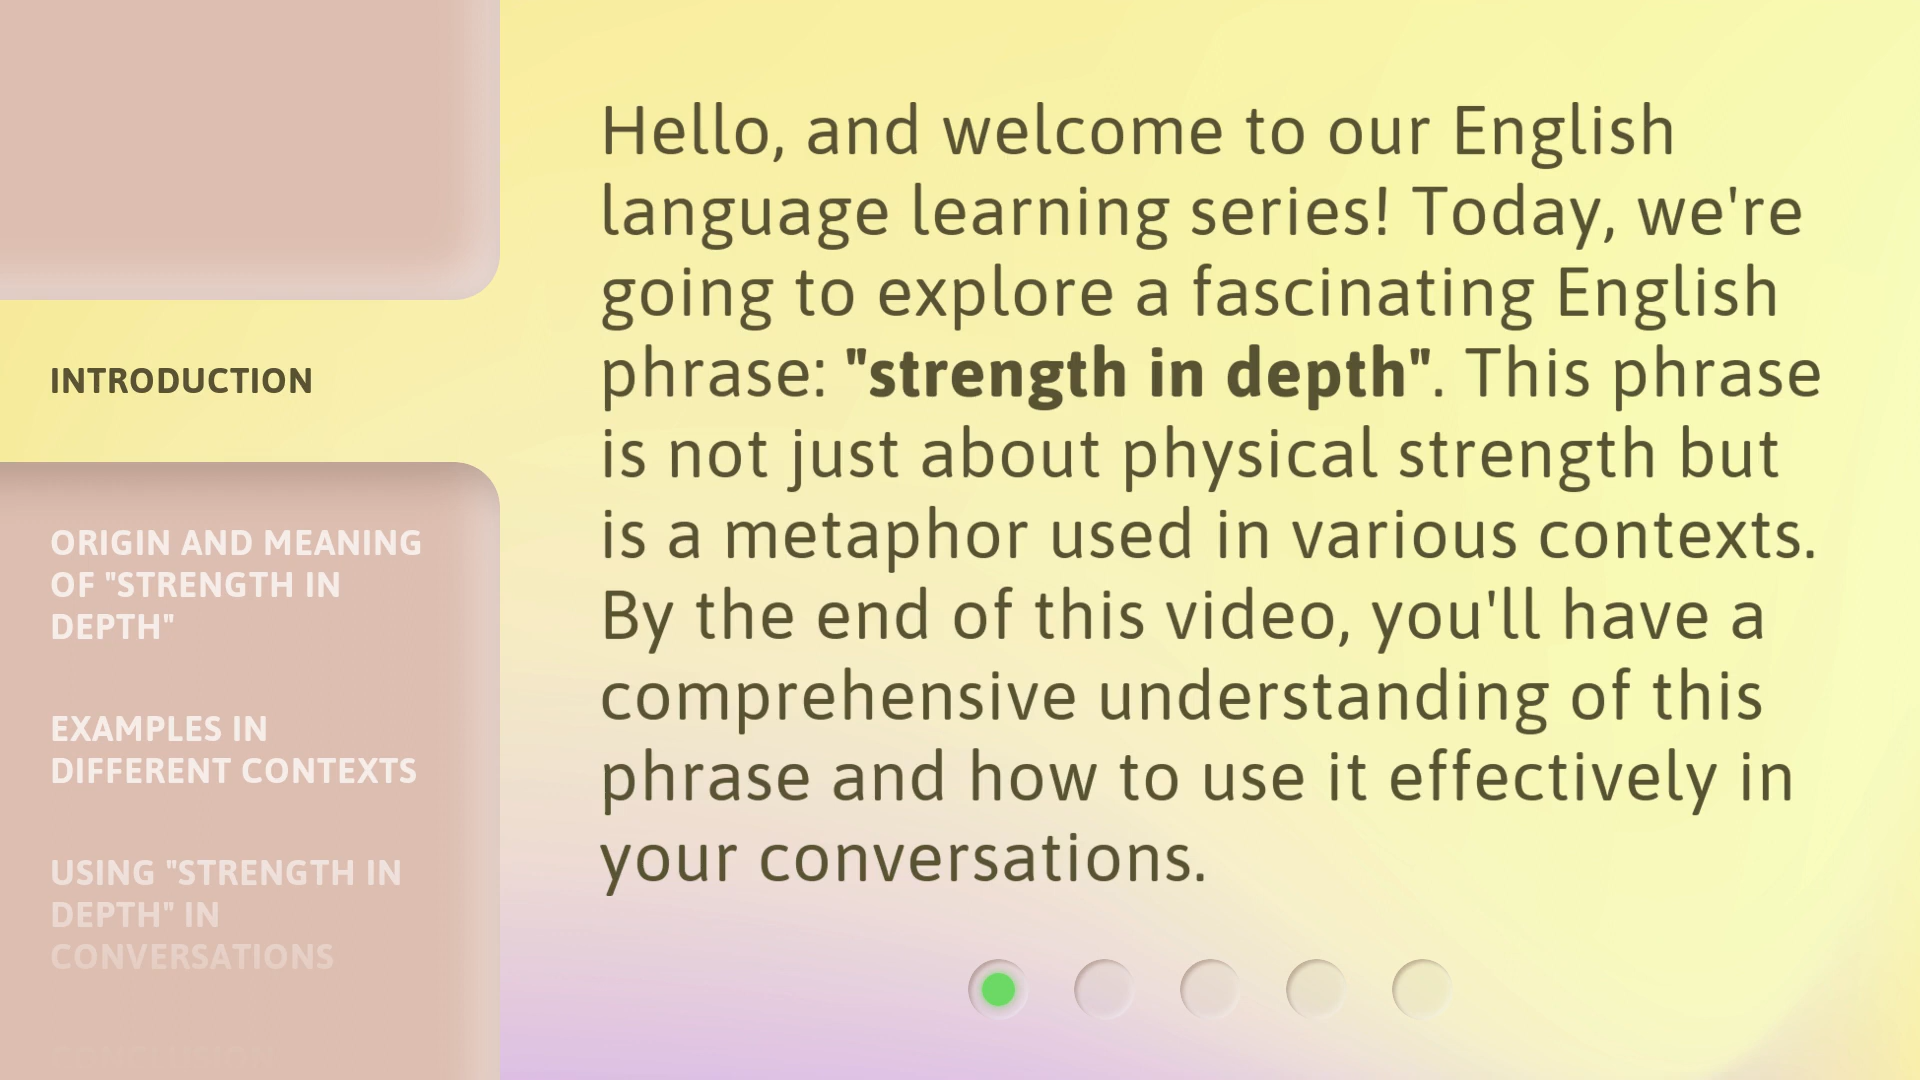 INTRODUCTION
ORIGIN AND MEANING
OF "STRENGTH IN
DEPTH"
EXAMPLES IN
DIFFERENT CONTEXTS
USING "STRENGTH IN
DEPTH" IN
CONVERSATIONS
CONCLUSION
Hello, and welcome to our English
language learning series! Today, we're
going to explore a fascinating English
phrase: "strength in depth". This phrase
is not just about physical strength but
is a metaphor used in various contexts.
By the end of this video, you'll have a
comprehensive understanding of this
phrase and how to use it effectively in
your conversations.